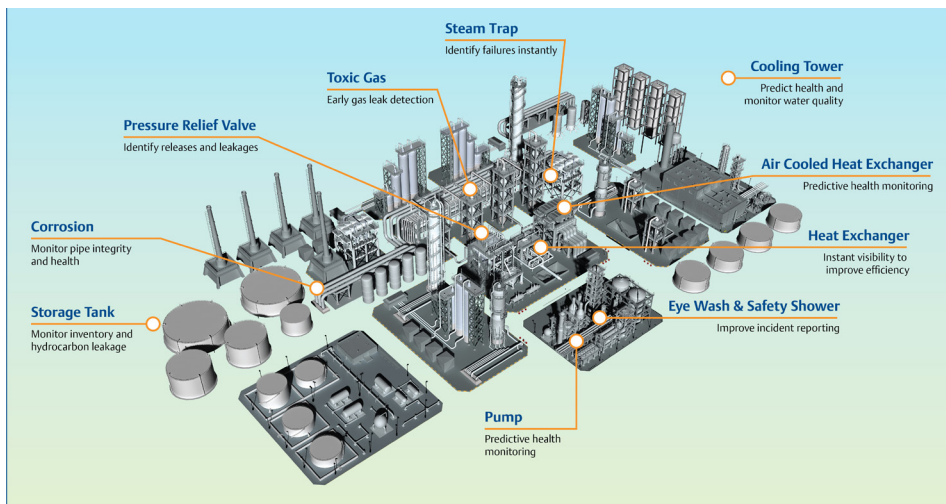 Steam Trap
Identify failures instantly
Toxic Gas
Early gas leak detection
Cooling Tower
Predict health and
monitor water quality
Pressure Relief Valve
Identify releases and leakages
Air Cooled Heat Exchanger
Predictive health monitoring
Corrosion
Monitor pipe integrity
and health
Heat Exchanger
Instant visibility to
improve efficiency
Storage Tank
Monitor inventory and
hydrocarbon leakage
Eye Wash & Safety Shower
Improve incident reporting
Pump
Predictive health
monitoring